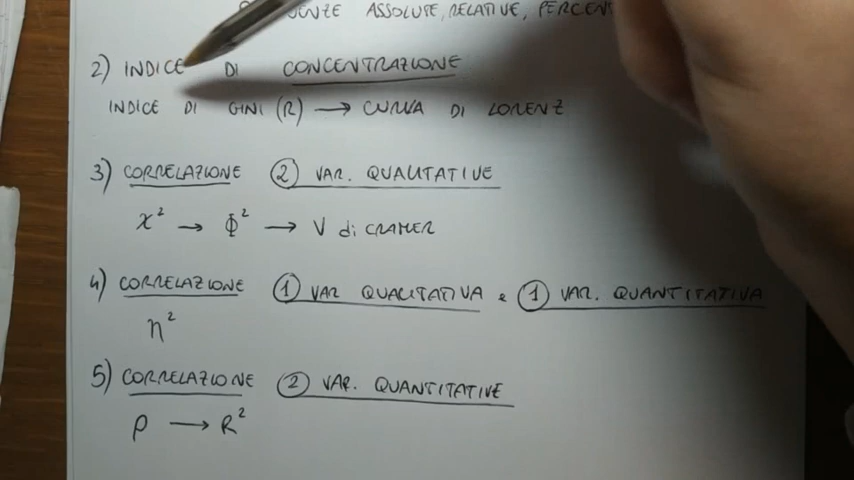 ASSOLUTE, RELATIVE,
2) INDICE DI CONCENTRAZIONE
INDICE DI GINI (R) → CURVA DI LORENZ
3) CORRELAZIONE ② VAR. QUALITATIVE
χ² → Φ² → V di CRAMER
4) CORRELAZIONE ① VAR QUALITATIVA e ① VAR. QUANTITATIVA
η²
5) CORRELAZIONE ② VAR. QUANTITATIVE
ρ → R²